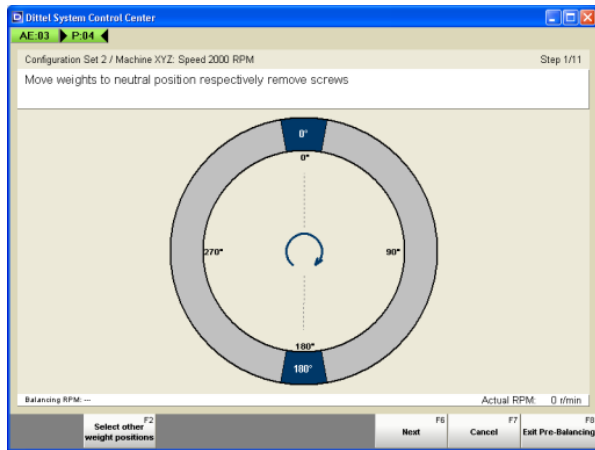 Dittel System Control Center
AE:03 P:04
Configuration Set 2 / Machine XYZ: Speed 2000 RPM Step 1/11
Move weights to neutral position respectively remove screws
0°
0°
270° 90°
180°
180°
Balancing RPM: -- Actual RPM: 0 r/min
F2 F6 F7 F8
Select other
weight positions
Next Cancel Exit Pre-Balancing